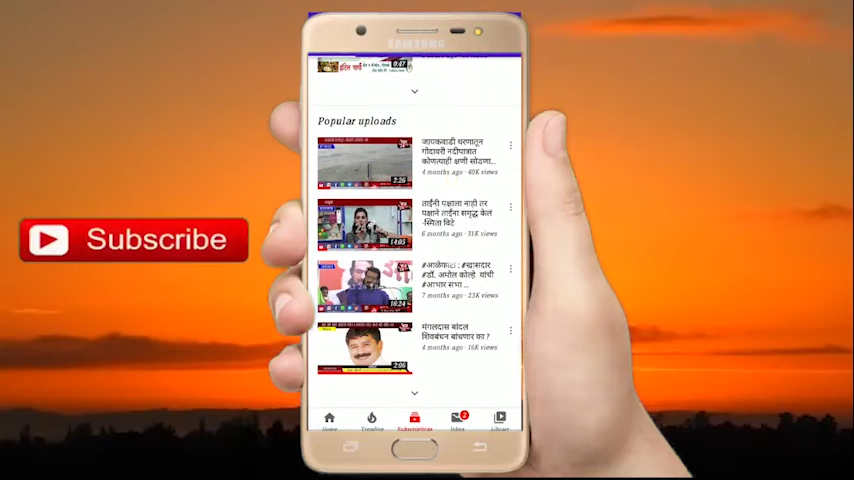 SAMSUNG
0:47
Popular uploads
जायकवाडी धरणातून
गोदावरी नदीपात्रात
कोणत्याही क्षणी सोडणा...
4 months ago · 40K views
2:26
ताईंनी पक्षाला नाही तर
पक्षाने ताईंना समृद्ध केलं
-स्मिता विटे
6 months ago · 31K views
14:05
Subscribe
#आळेफाटा : #खासदार
#डॉ. अमोल कोल्हे यांची
#आभार सभा ..
7 months ago · 23K views
10:24
मंगलदास बांदल
शिवबंधन बांधणार का ?
4 months ago · 16K views
2:06
2
Home Trending Subscriptions Inbox Library